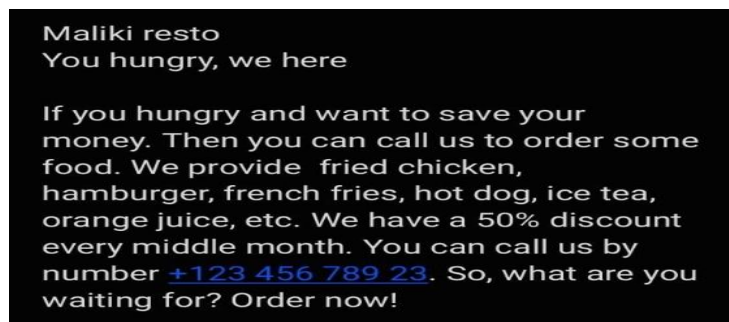 Maliki resto
You hungry, we here
If you hungry and want to save your
money. Then you can call us to order some
food. We provide  fried chicken,
hamburger, french fries, hot dog, ice tea,
orange juice, etc. We have a 50% discount
every middle month. You can call us by
number +123 456 789 23. So, what are you
waiting for? Order now!